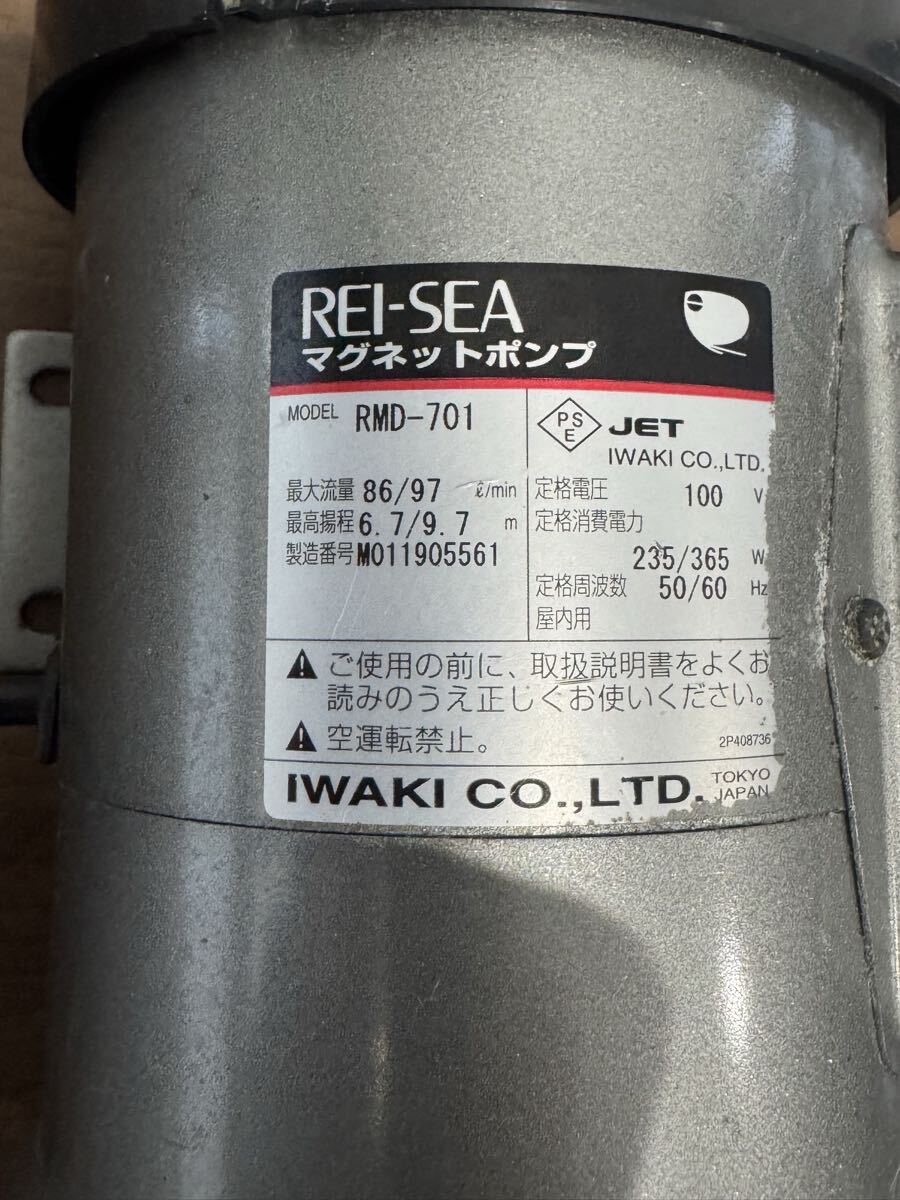 REI-SEA
マグネットポンプ
MODEL RMD-701
最大流量 86/97 ℓ/min
最高揚程 6.7/9.7 m
製造番号 M011905561
PS
E
JET
IWAKI CO.,LTD.
定格電圧 100 V
定格消費電力
235/365 W
定格周波数 50/60 Hz
屋内用
ご使用の前に、取扱説明書をよくお
読みのうえ正しくお使いください。
空運転禁止。
2P408736
IWAKI CO.,LTD. TOKYO
JAPAN